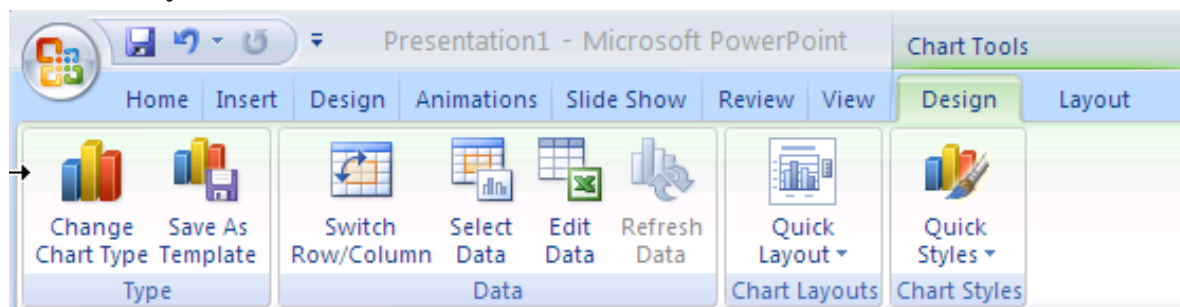 Presentation1 - Microsoft PowerPoint
Chart Tools
Home Insert Design Animations Slide Show Review View Design Layout
Change Chart Type
Save As Template
Switch Row/Column
Select Data
Edit Data
Refresh Data
Quick Layout
Quick Styles
Type
Data
Chart Layouts
Chart Styles